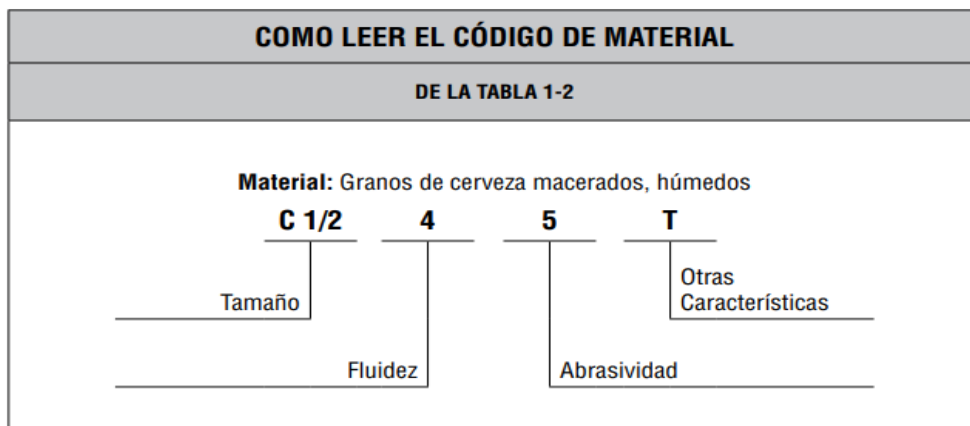 COMO LEER EL CÓDIGO DE MATERIAL
DE LA TABLA 1-2
Material: Granos de cerveza macerados, húmedos
C 1/2 4 5 T
Tamaño
Otras
Características
Fluidez
Abrasividad